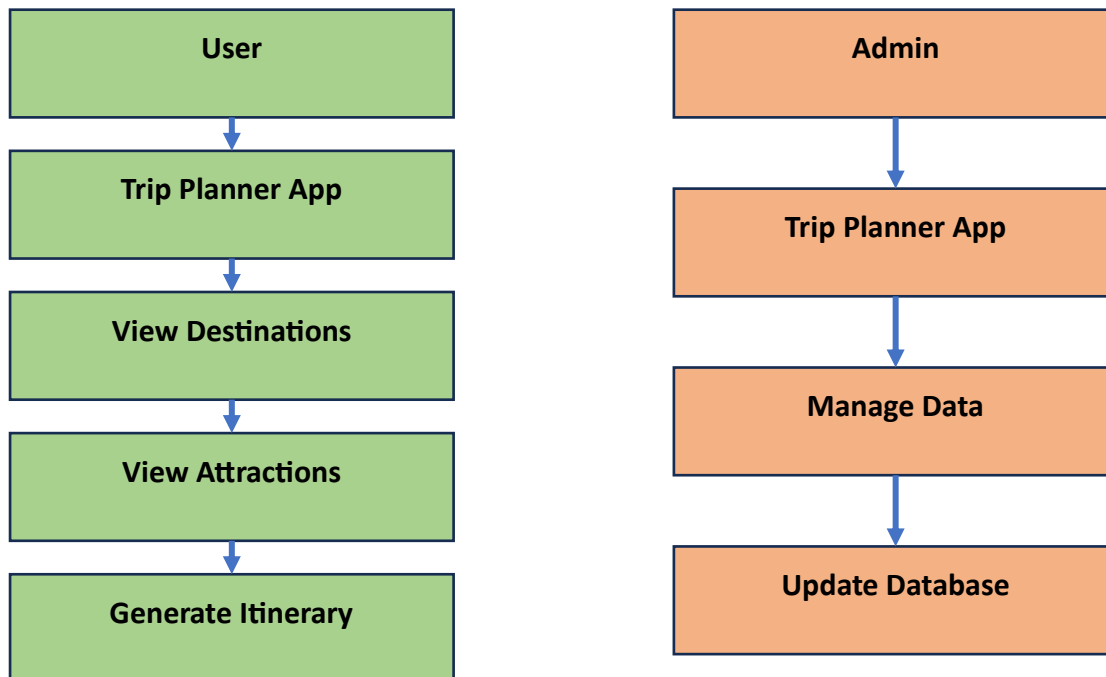 User
Trip Planner App
View Destinations
View Attractions
Generate Itinerary
Admin
Trip Planner App
Manage Data
Update Database